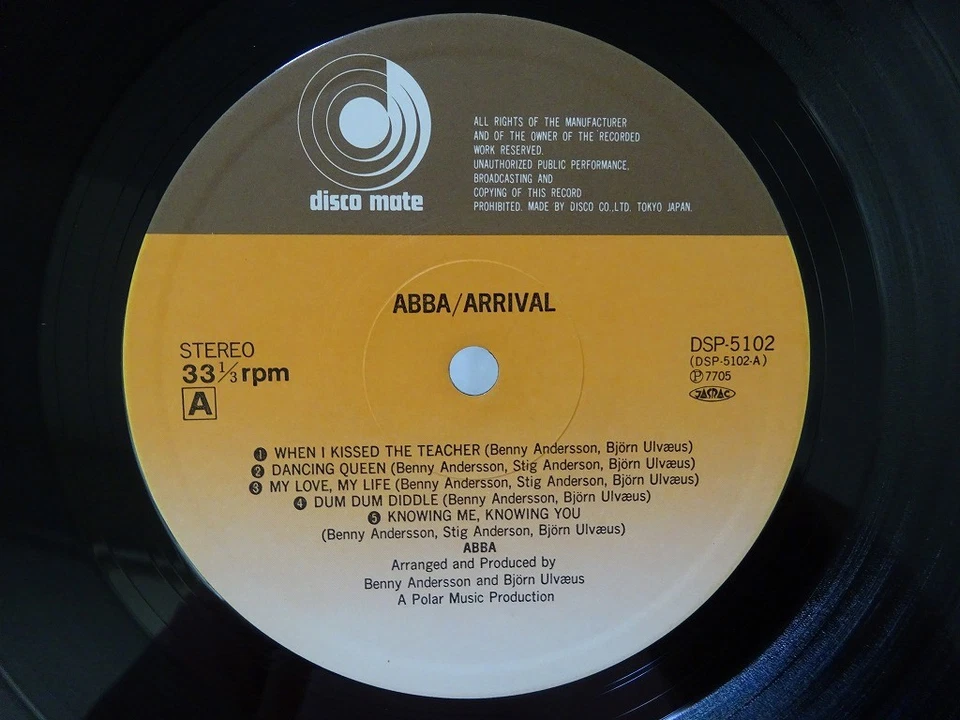 disco mate
ALL RIGHTS OF THE MANUFACTURER
AND OF THE OWNER OF THE RECORDED
WORK RESERVED.
UNAUTHORIZED PUBLIC PERFORMANCE,
BROADCASTING AND
COPYING OF THIS RECORD
PROHIBITED. MADE BY DISCO CO.,LTD. TOKYO JAPAN.
ABBA/ARRIVAL
STEREO
33 1/3 rpm
A
DSP-5102
(DSP-5102-A)
Ⓟ7705
JASRAC
❶ WHEN I KISSED THE TEACHER (Benny Andersson, Björn Ulvæus)
❷ DANCING QUEEN (Benny Andersson, Stig Anderson, Björn Ulvæus)
❸ MY LOVE, MY LIFE (Benny Andersson, Stig Anderson, Björn Ulvæus)
❹ DUM DUM DIDDLE (Benny Andersson, Björn Ulvæus)
❺ KNOWING ME, KNOWING YOU
(Benny Andersson, Stig Anderson, Björn Ulvæus)
ABBA
Arranged and Produced by
Benny Andersson and Björn Ulvæus
A Polar Music Production